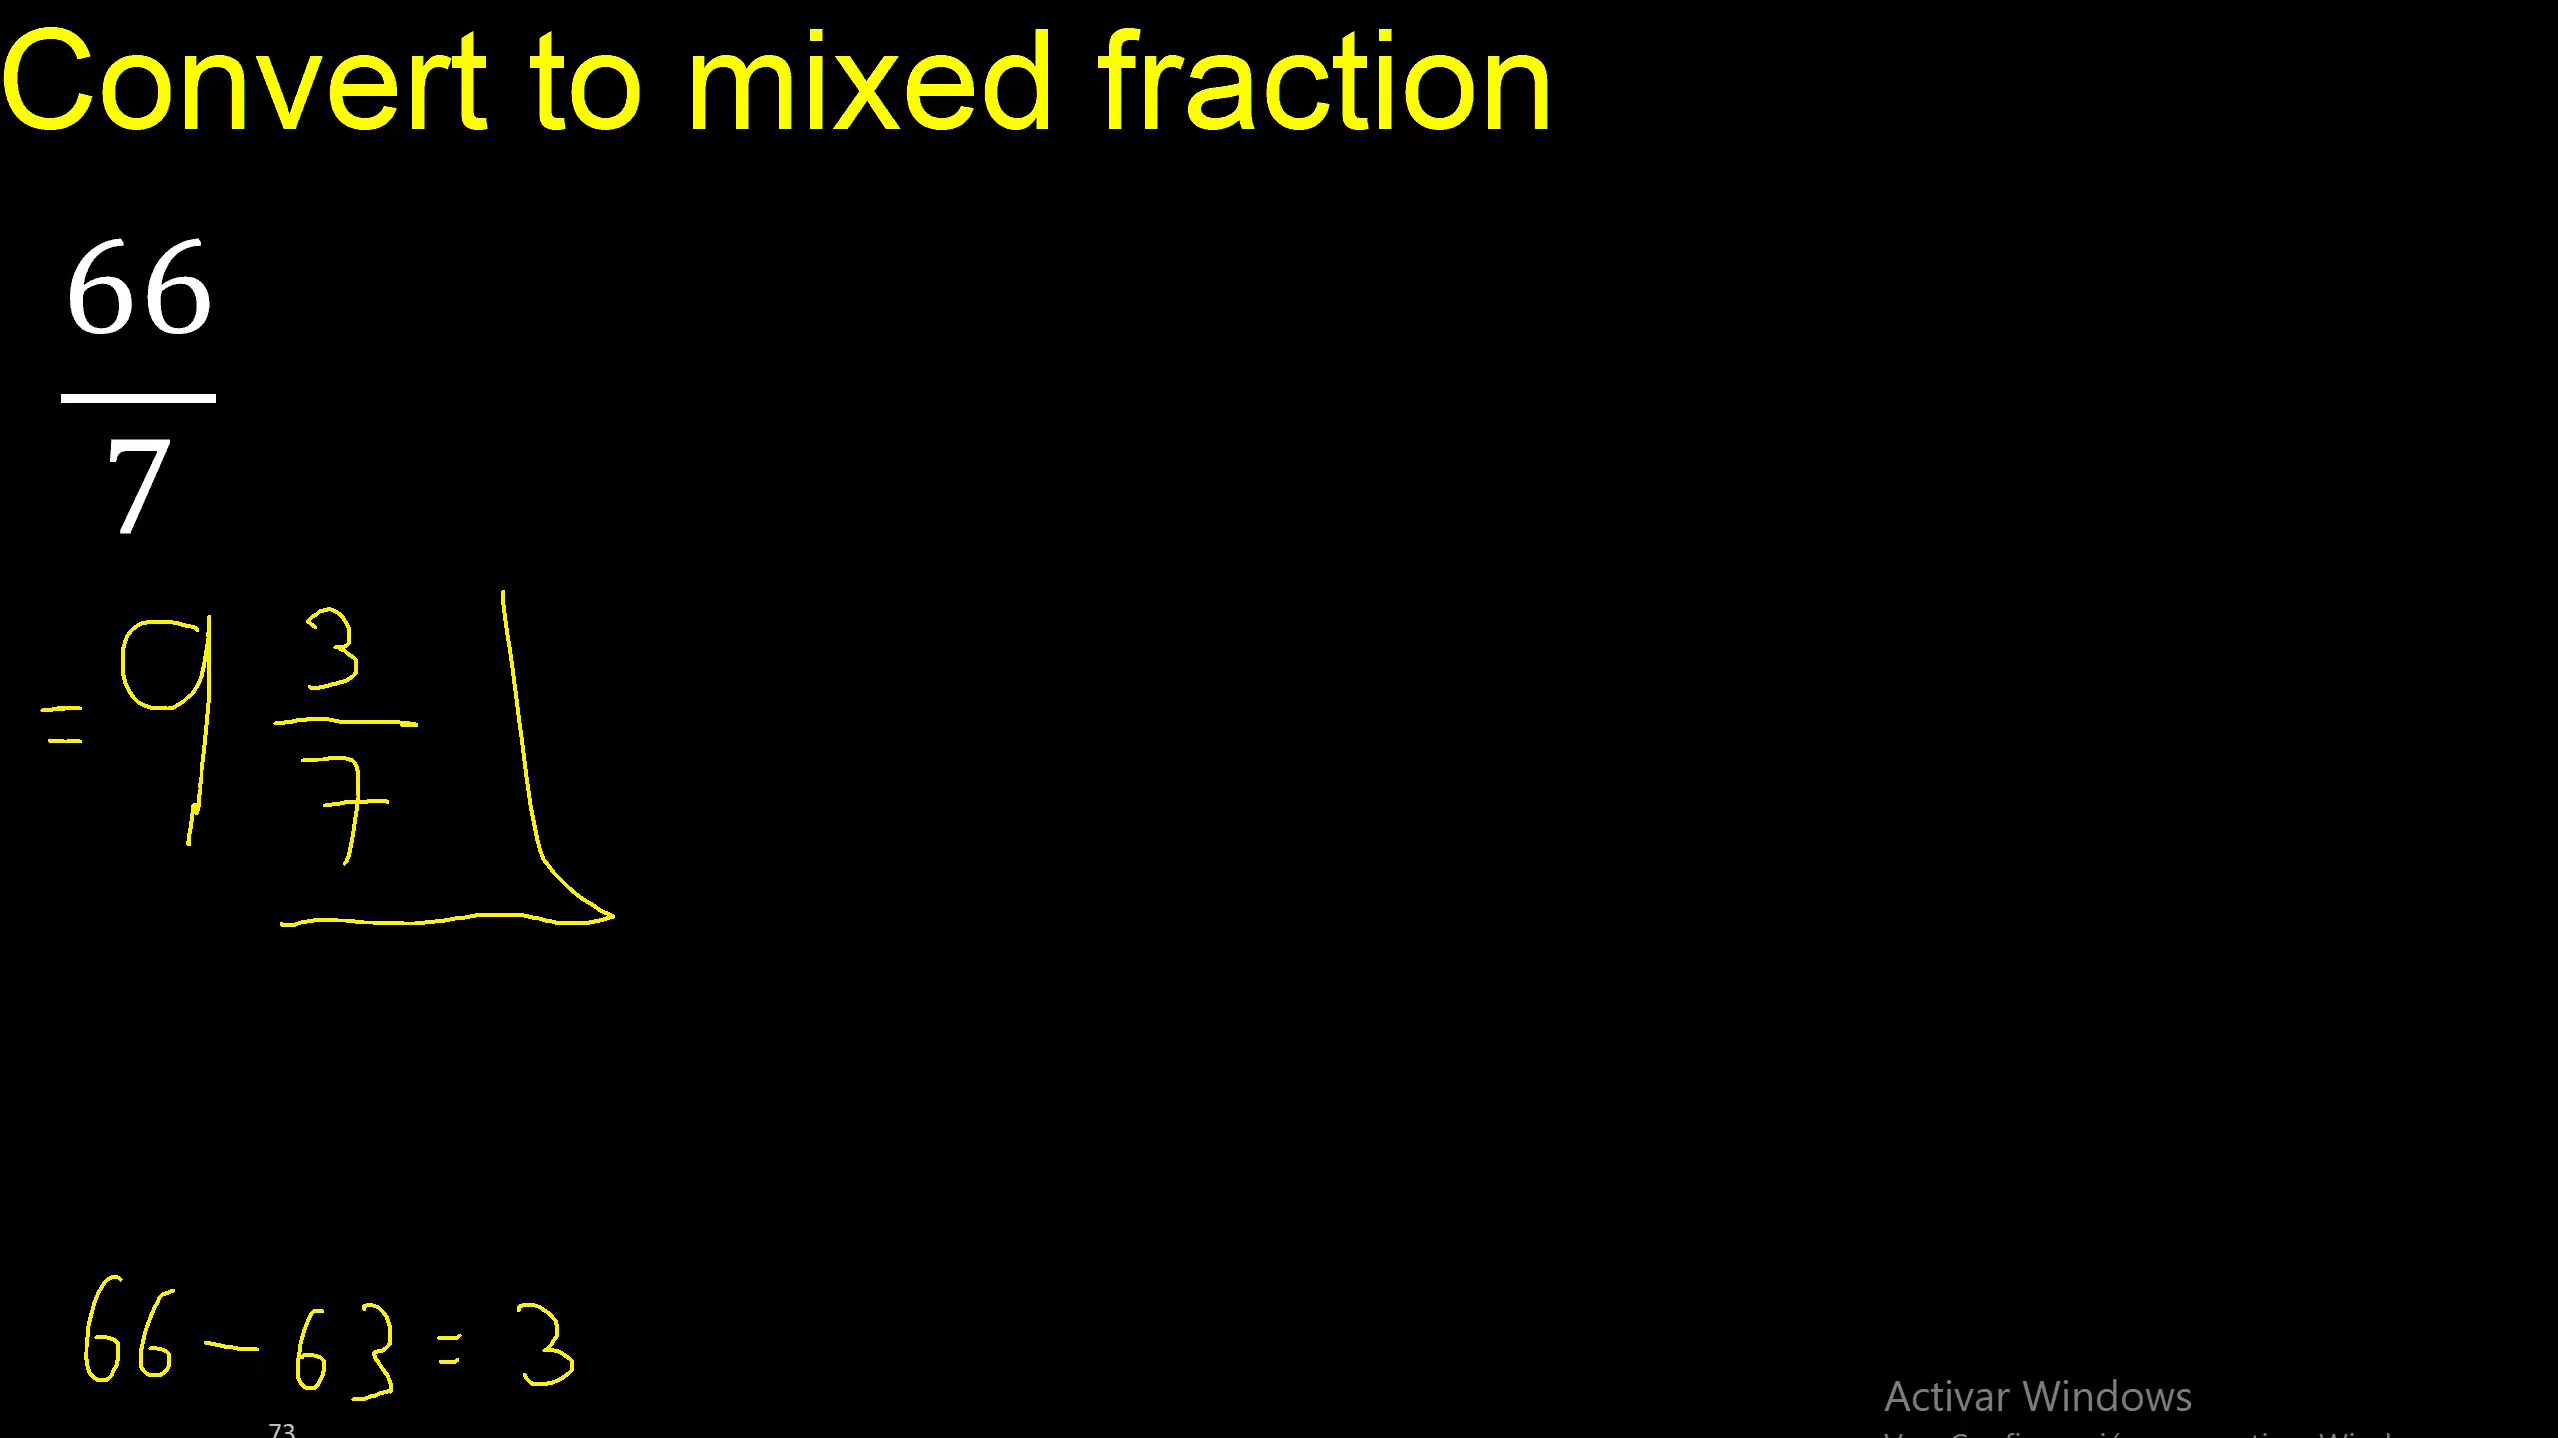 Convert to mixed fraction
66
7
= 9 3
7
66 - 63 = 3
73
Activar Windows